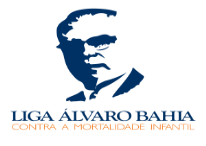 LIGA ÁLVARO BAHIA
CONTRA A MORTALIDADE INFANTIL